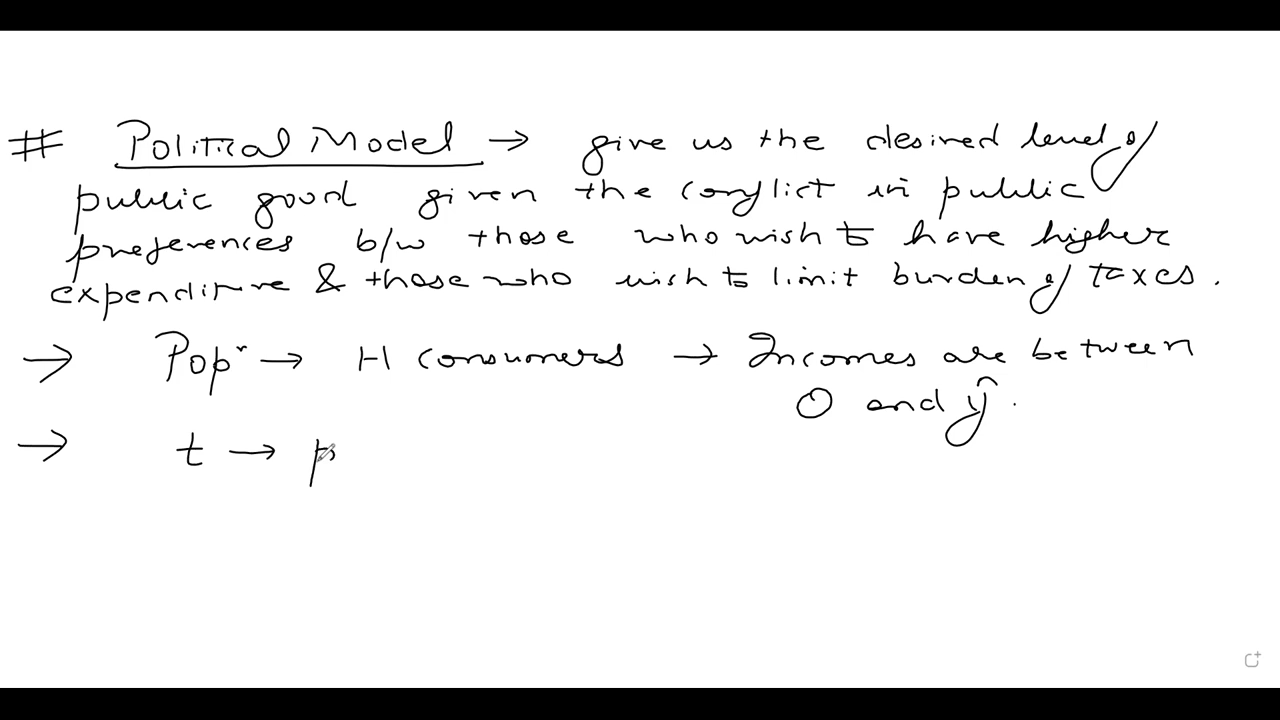 # Political Model → give us the desired level of
public good given the conflict in public
preferences b/w those who wish to have higher
expenditure & those who wish to limit burden of taxes.
→ Popⁿ → H consumers → Incomes are between
0 and ŷ.
→ t → p